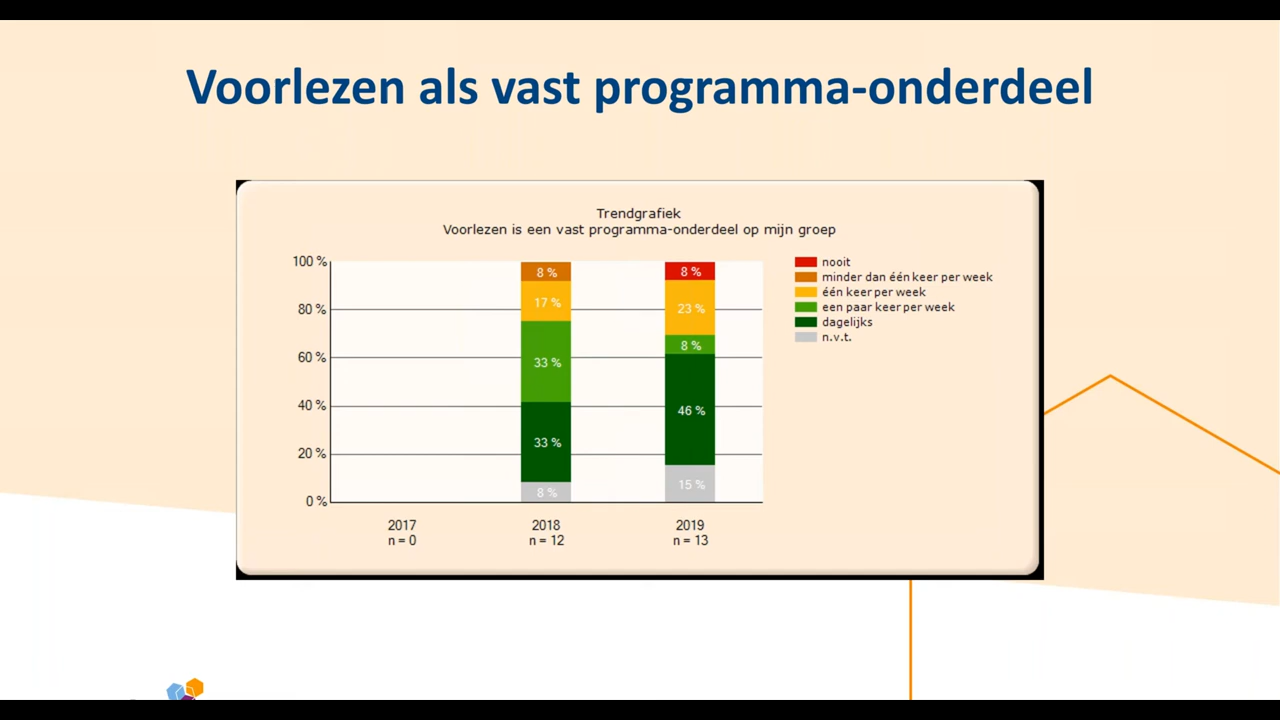 Voorlezen als vast programma-onderdeel
Trendgrafiek
Voorlezen is een vast programma-onderdeel op mijn groep
100 %
80 %
60 %
40 %
20 %
0 %
8 %
17 %
33 %
33 %
8 %
8 %
23 %
8 %
46 %
15 %
2017
n = 0
2018
n = 12
2019
n = 13
nooit
minder dan één keer per week
één keer per week
een paar keer per week
dagelijks
n.v.t.